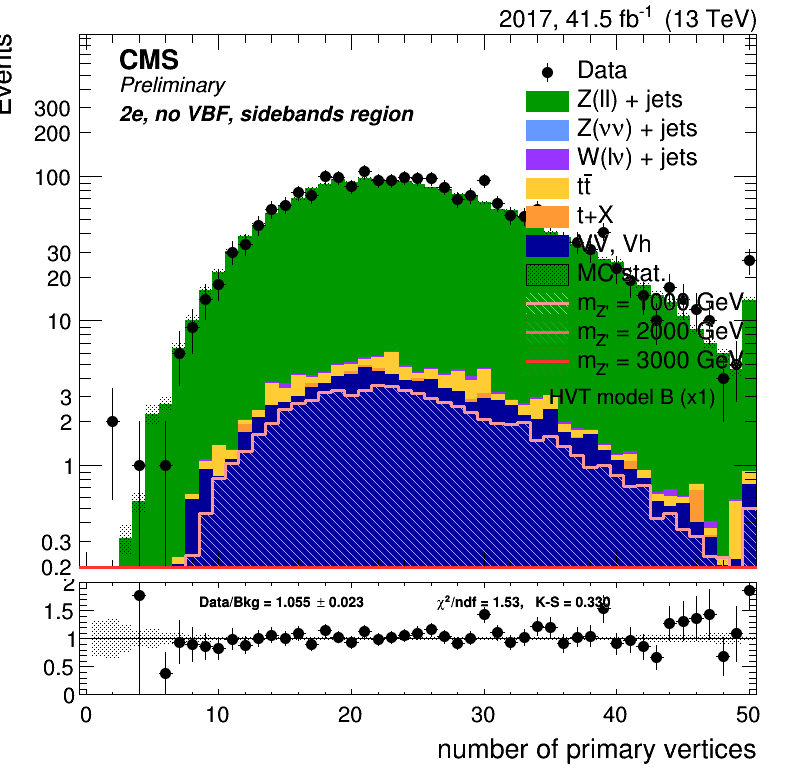 2017, 41.5 fb⁻¹ (13 TeV)
Events
CMS
Preliminary
2e, no VBF, sidebands region
Data
Z(ll) + jets
Z(νν) + jets
W(lν) + jets
tt̄
t+X
VV, Vh
MC stat.
m_Z' = 1000 GeV
m_Z' = 2000 GeV
m_Z' = 3000 GeV
HVT model B (x1)
300
200
100
30
20
10
3
2
1
0.3
0.2
2
1.5
1
0.5
0
Data/Bkg = 1.055 ± 0.023
χ²/ndf = 1.53, K-S = 0.330
0 10 20 30 40 50
number of primary vertices